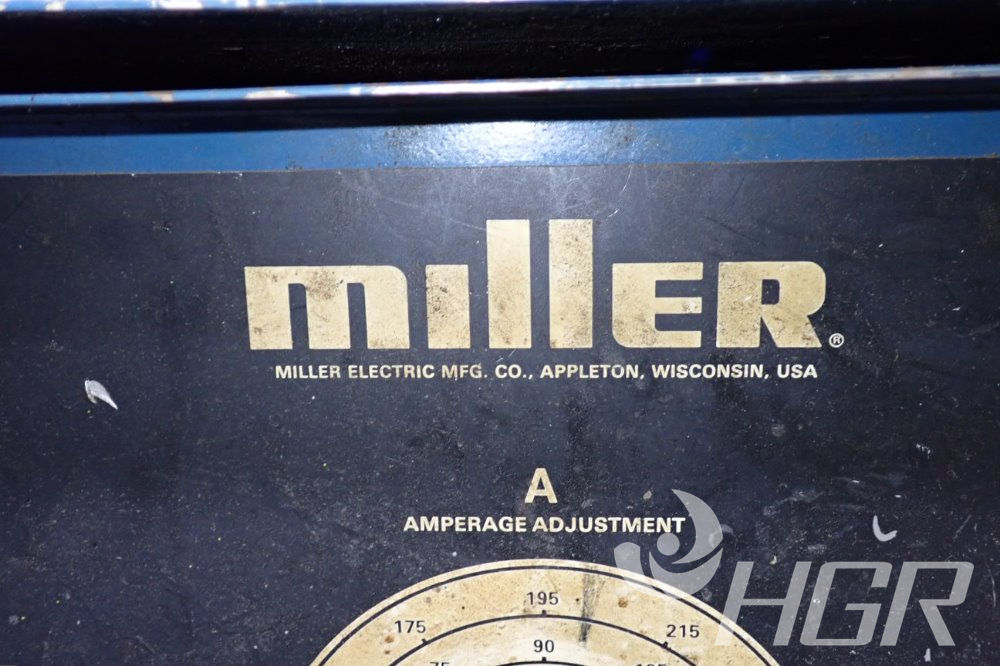 miller®
MILLER ELECTRIC MFG. CO., APPLETON, WISCONSIN, USA
A
AMPERAGE ADJUSTMENT
HGR
195
175
215
90